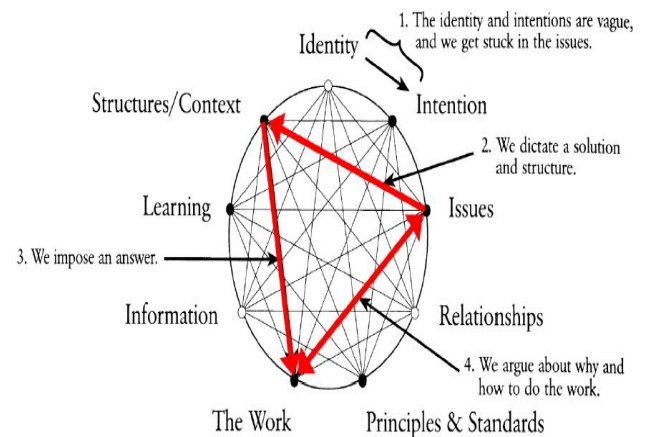 1. The identity and intentions are vague,
and we get stuck in the issues.
Identity
Structures/Context
Intention
2. We dictate a solution
and structure.
Learning
Issues
3. We impose an answer.
Information
Relationships
4. We argue about why and
how to do the work.
The Work
Principles & Standards